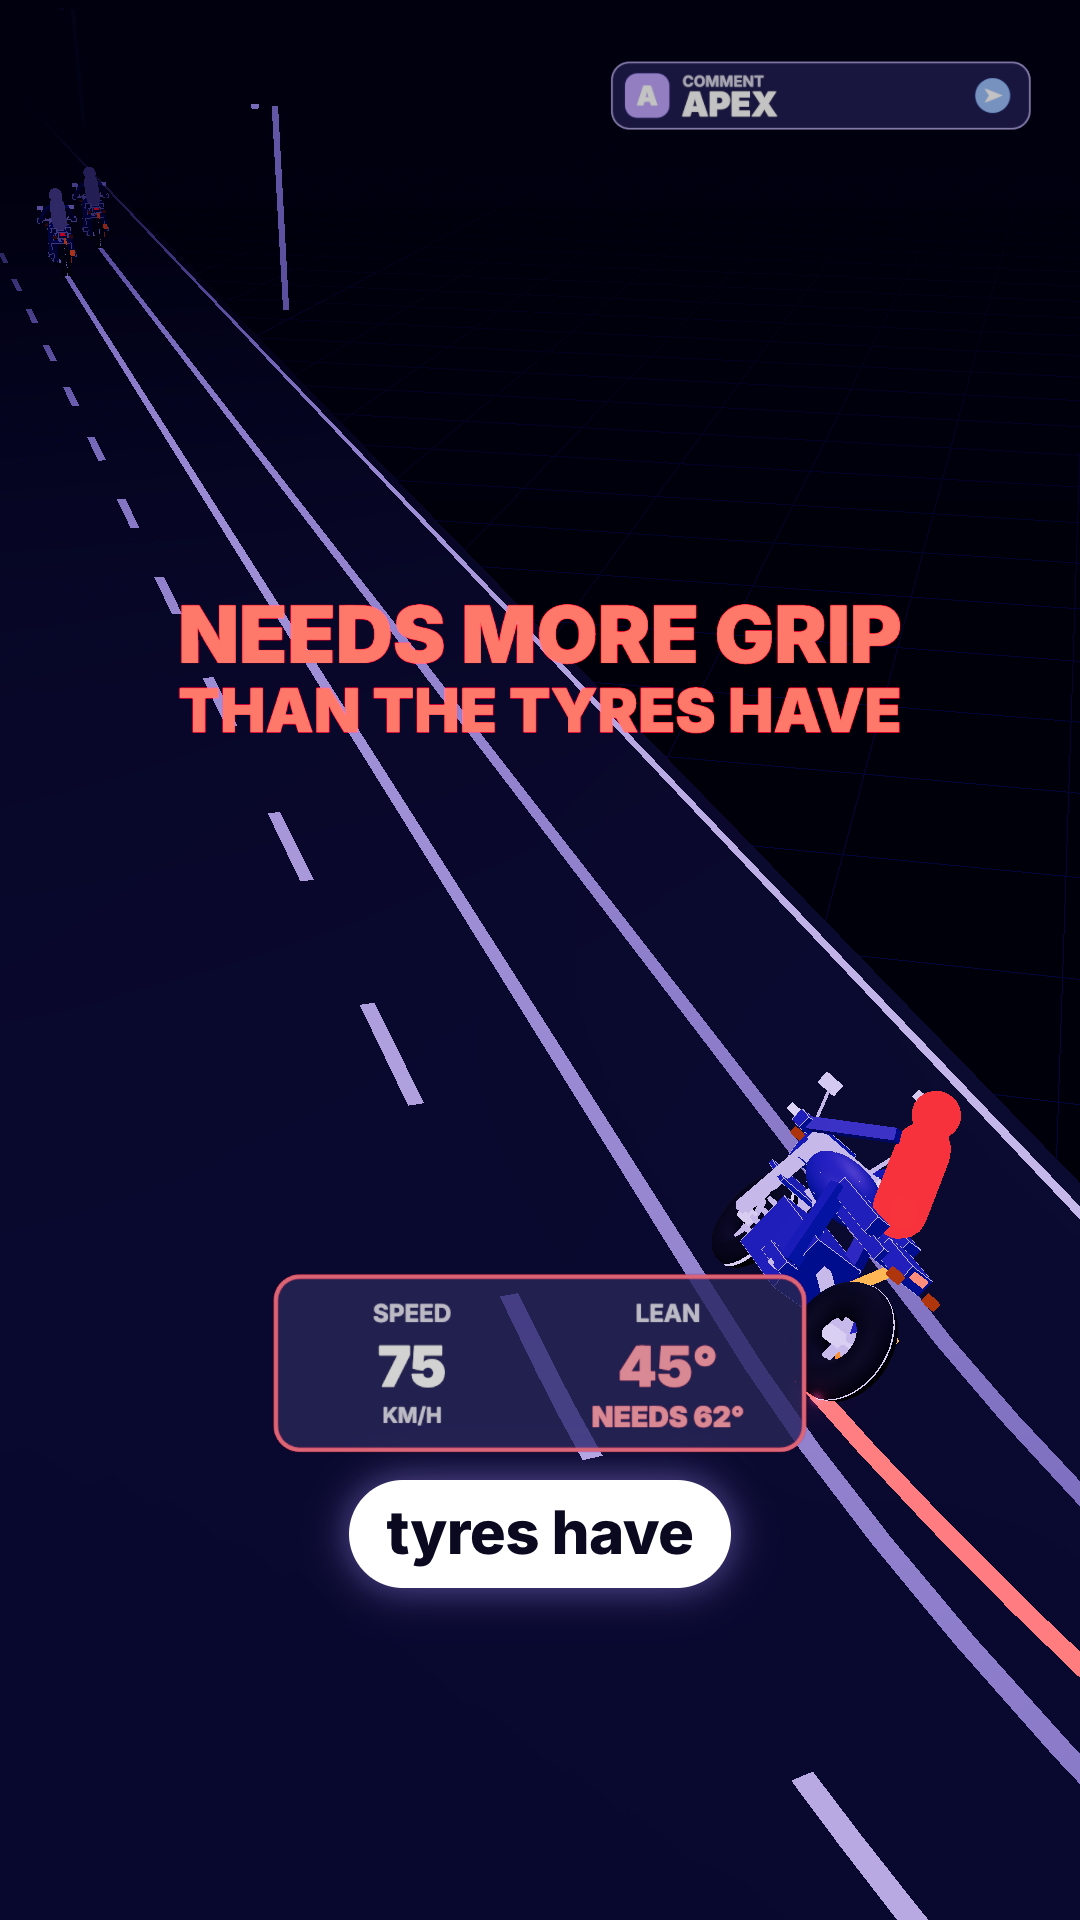 A
COMMENT
APEX
NEEDS MORE GRIP
THAN THE TYRES HAVE
SPEED
75
KM/H
LEAN
45°
NEEDS 62°
tyres have